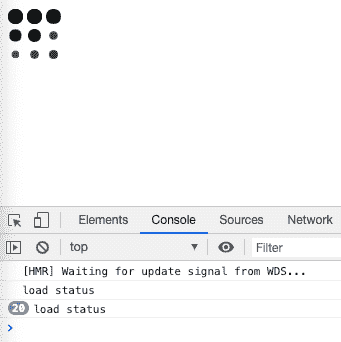 Elements Console Sources Network
top Filter
[HMR] Waiting for update signal from WDS...
load status
20 load status